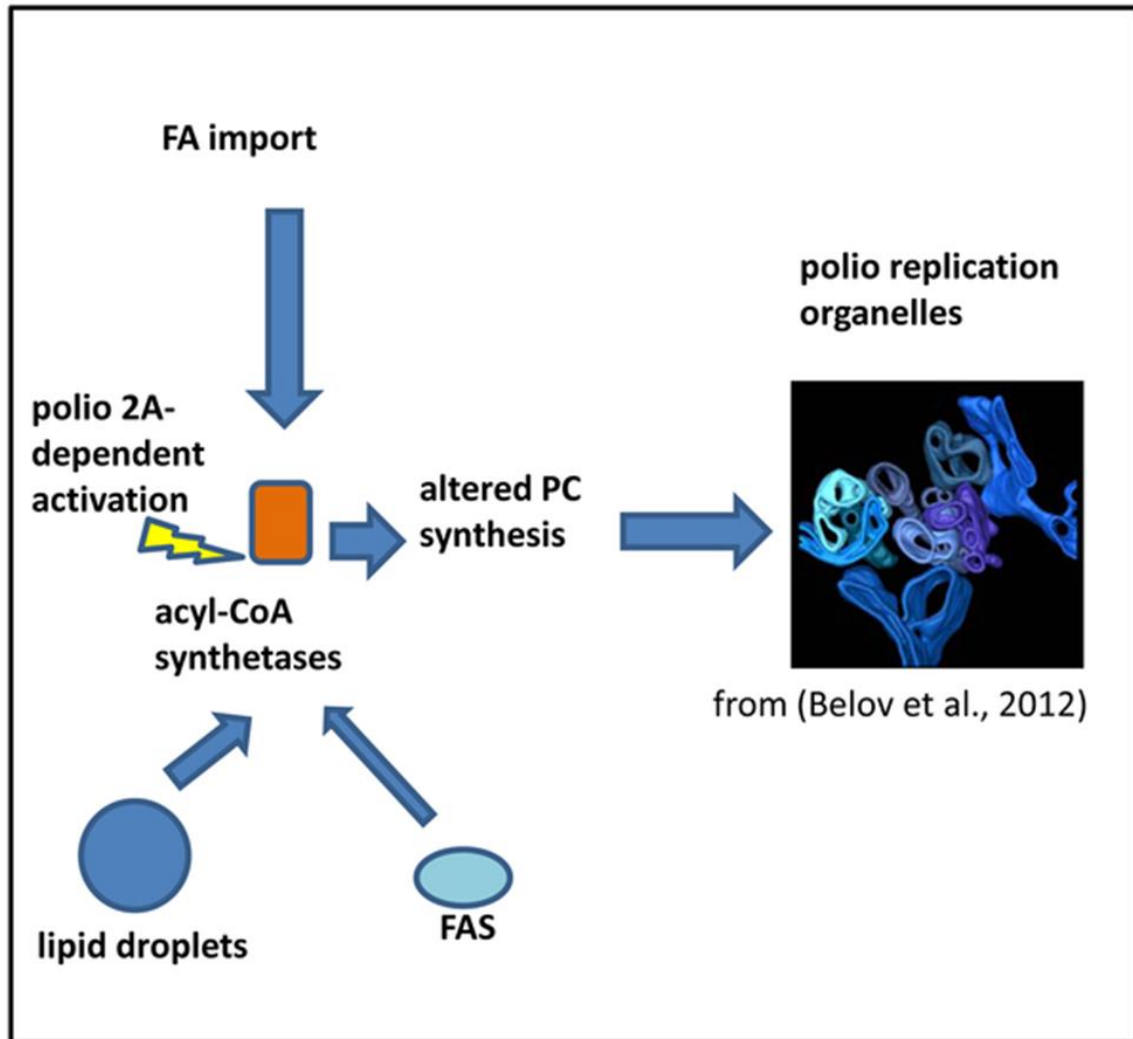 FA import
polio replication
organelles
polio 2A-
dependent
activation
altered PC
synthesis
acyl-CoA
synthetases
from (Belov et al., 2012)
lipid droplets
FAS